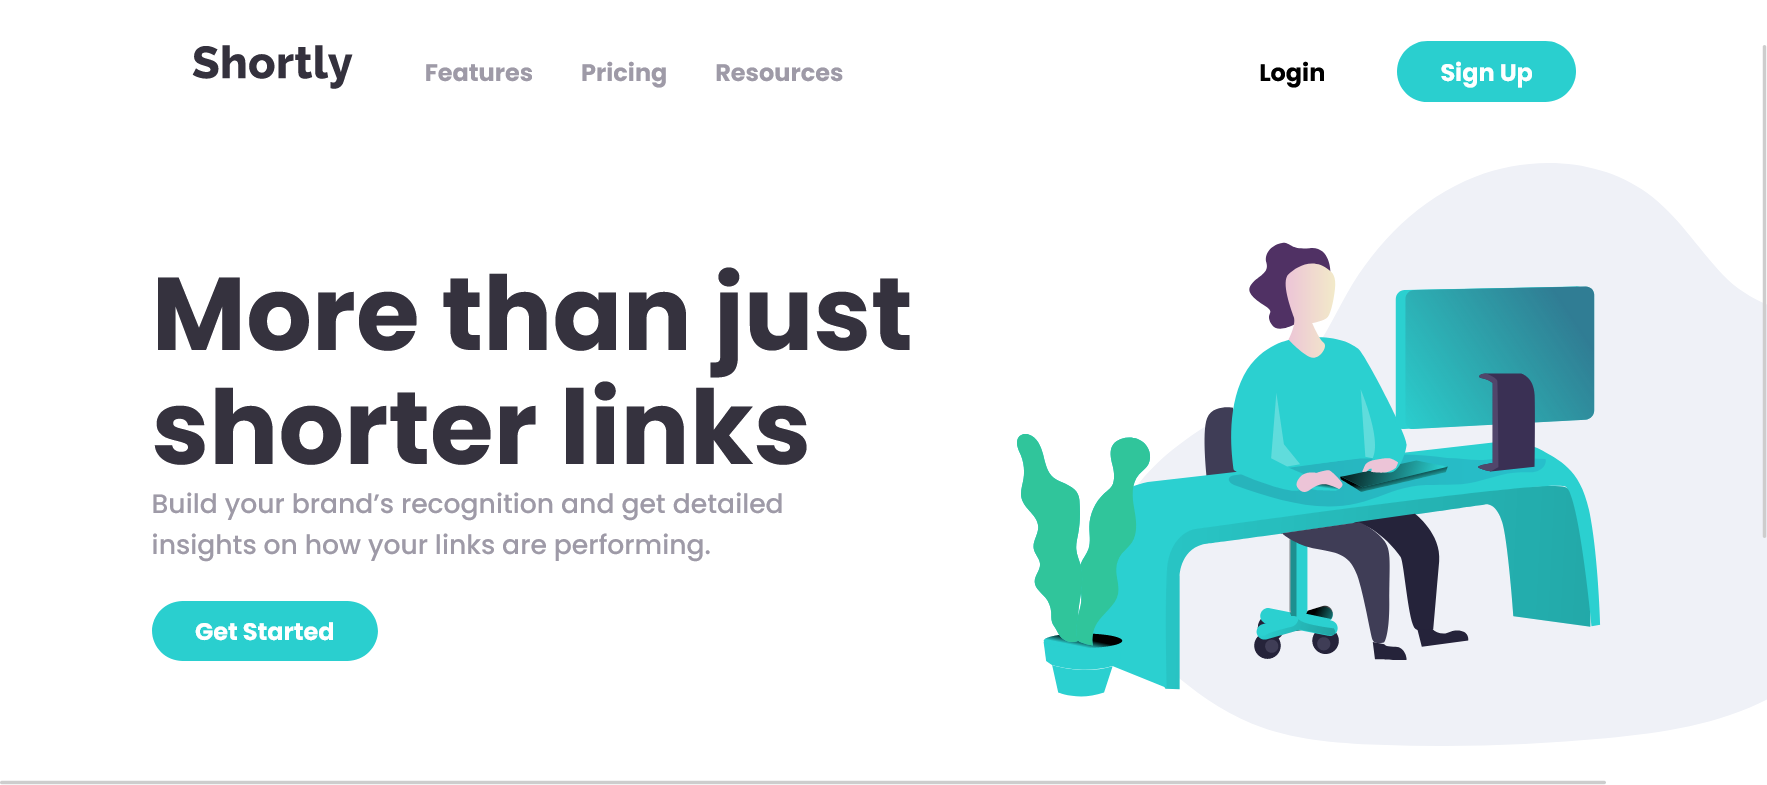 Shortly Features Pricing Resources Login Sign Up
More than just
shorter links
Build your brand’s recognition and get detailed
insights on how your links are performing.
Get Started